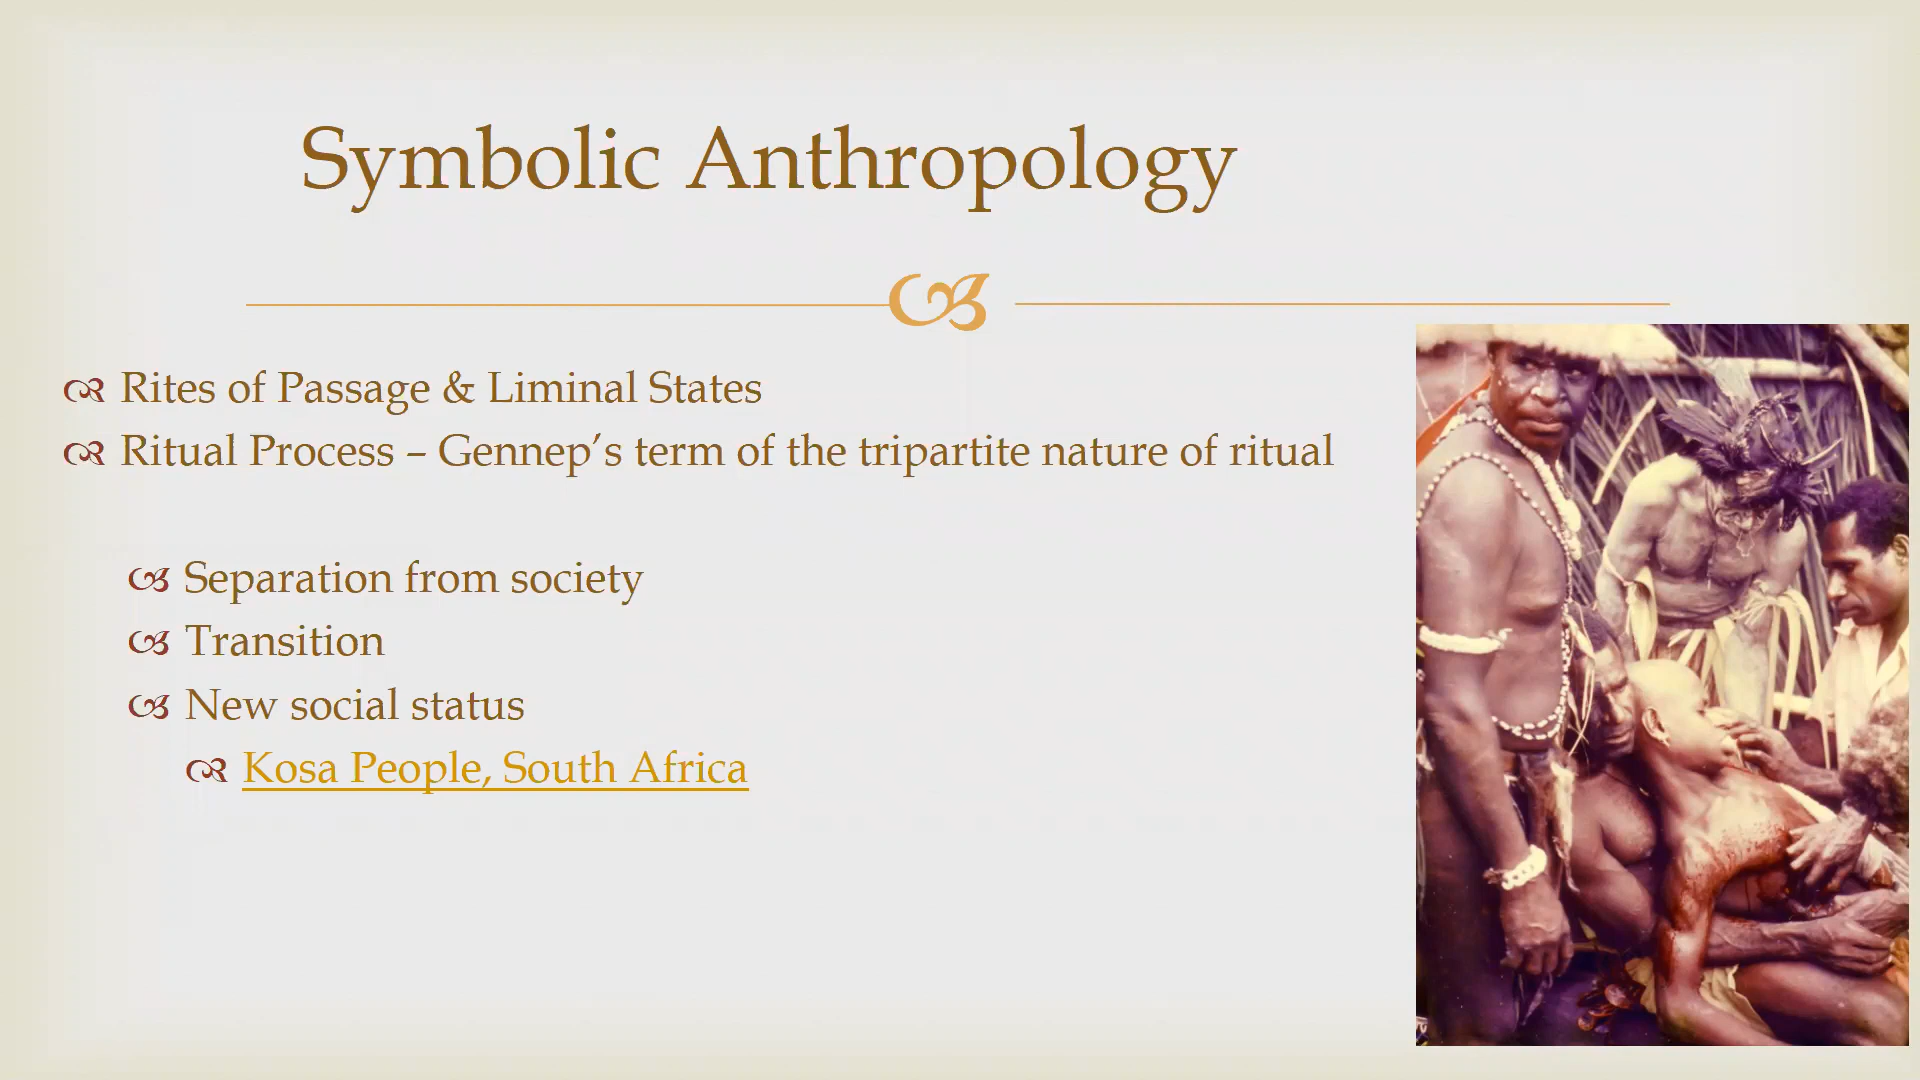 Symbolic Anthropology
Rites of Passage & Liminal States
Ritual Process – Gennep’s term of the tripartite nature of ritual
Separation from society
Transition
New social status
Kosa People, South Africa